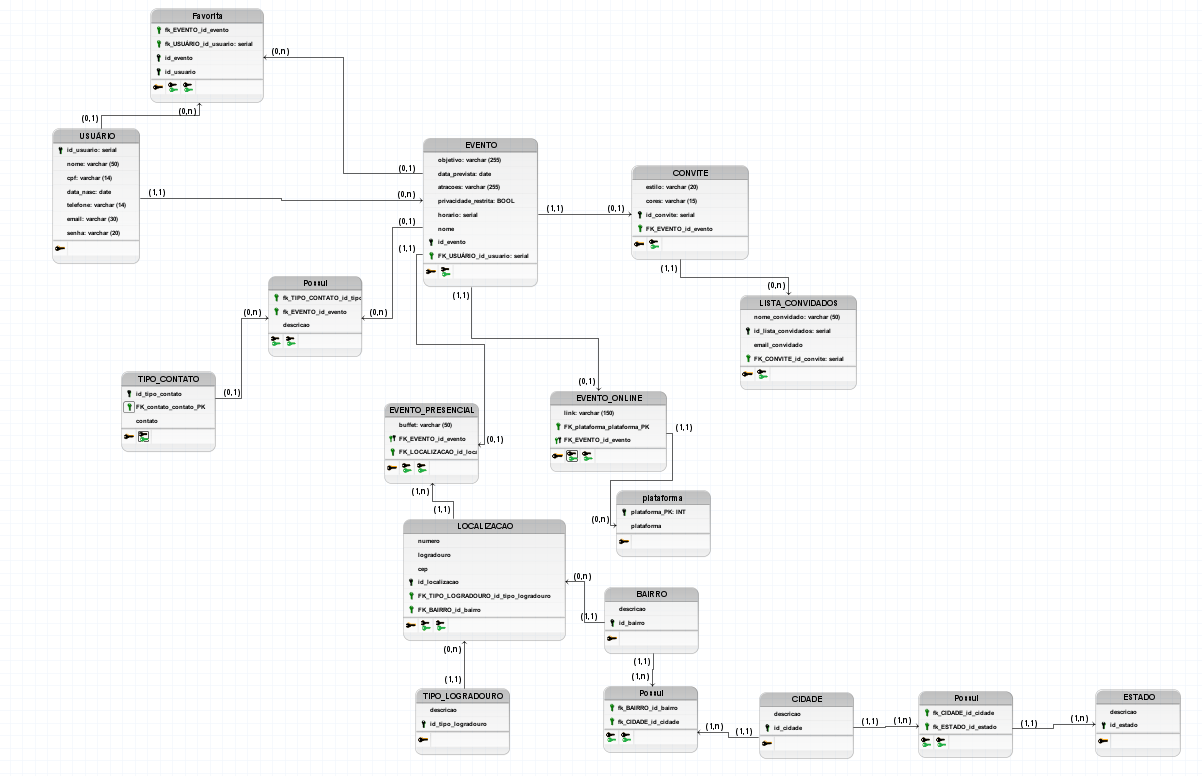 Favorita
fk_EVENTO_id_evento
fk_USUÁRIO_id_usuario: serial
id_evento
id_usuario
(0,n)
(0,n)
(0,1)
USUÁRIO
id_usuario: serial
nome: varchar (50)
cpf: varchar (14)
data_nasc: date
telefone: varchar (14)
email: varchar (30)
senha: varchar (20)
(1,1)
EVENTO
objetivo: varchar (255)
data_prevista: date
atracoes: varchar (255)
privacidade_restrita: BOOL
horario: serial
nome
id_evento
FK_USUÁRIO_id_usuario: serial
(0,1)
(0,n)
(0,1)
(1,1)
(1,1)
(1,1)
(0,1)
CONVITE
estilo: varchar (20)
cores: varchar (15)
id_convite: serial
FK_EVENTO_id_evento
(1,1)
(0,n)
LISTA_CONVIDADOS
nome_convidado: varchar (50)
id_lista_convidados: serial
email_convidado
FK_CONVITE_id_convite: serial
Possui
fk_TIPO_CONTATO_id_tipo
fk_EVENTO_id_evento
descricao
(0,n)
(0,n)
TIPO_CONTATO
id_tipo_contato
FK_contato_contato_PK
contato
(0,1)
EVENTO_PRESENCIAL
buffet: varchar (50)
FK_EVENTO_id_evento
FK_LOCALIZACAO_id_loca
(0,1)
(1,n)
(1,1)
(0,1)
EVENTO_ONLINE
link: varchar (150)
FK_plataforma_plataforma_PK
FK_EVENTO_id_evento
(1,1)
(0,n)
plataforma
plataforma_PK: INT
plataforma
LOCALIZACAO
numero
logradouro
cep
id_localizacao
FK_TIPO_LOGRADOURO_id_tipo_logradouro
FK_BAIRRO_id_bairro
(0,n)
(1,1)
BAIRRO
descricao
id_bairro
(0,n)
(1,1)
TIPO_LOGRADOURO
descricao
id_tipo_logradouro
(1,1)
(1,n)
Possui
fk_BAIRRO_id_bairro
fk_CIDADE_id_cidade
(1,n)
(1,1)
CIDADE
descricao
id_cidade
(1,1)
(1,n)
Possui
fk_CIDADE_id_cidade
fk_ESTADO_id_estado
(1,1)
(1,n)
ESTADO
descricao
id_estado